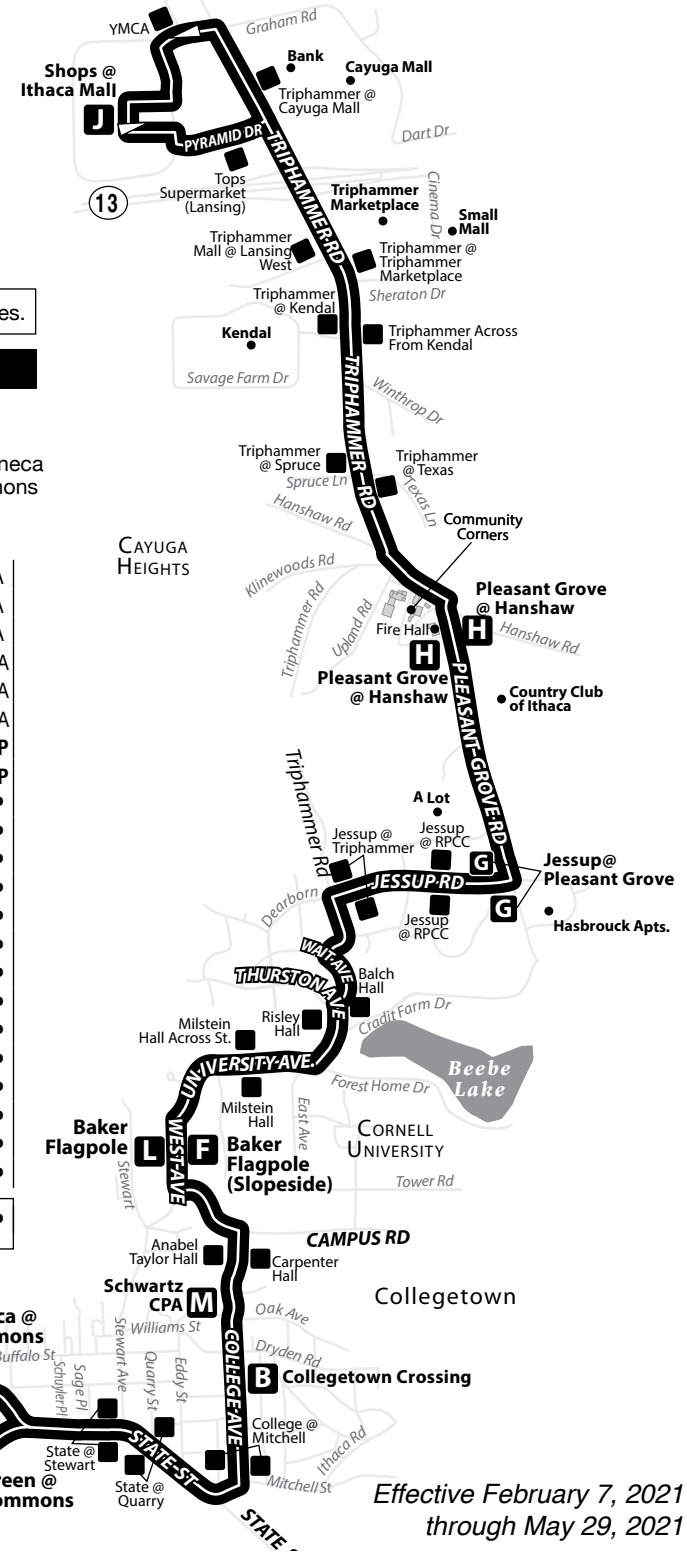 YMCA
Graham Rd
Bank
Cayuga Mall
Shops @
Ithaca Mall
J
Triphammer @
Cayuga Mall
PYRAMID DR
Dart Dr
Tops
Supermarket
(Lansing)
TRIPHAMMER RD
13
Cinema Dr
Triphammer
Marketplace
Small
Mall
Triphammer
Mall @ Lansing
West
Triphammer @
Triphammer
Marketplace
Sheraton Dr
Triphammer
@ Kendal
es.
Kendal
Triphammer Across
From Kendal
Savage Farm Dr
TRIPHAMMER RD
Winthrop Dr
Triphammer
@ Spruce
Spruce Ln
Triphammer
@ Texas
Texas Ln
neca
mons
Hanshaw Rd
Community
Corners
CAYUGA
HEIGHTS
Klinewoods Rd
Triphammer Rd
Upland Rd
Pleasant Grove
@ Hanshaw
H
Fire Hall
Hanshaw Rd
H
Pleasant Grove
@ Hanshaw
PLEASANT GROVE RD
Country Club
of Ithaca
A
A
A
A
A
A
P
P
Triphammer Rd
A Lot
Jessup @
Triphammer
Jessup
@ RPCC
G
Jessup@
Pleasant Grove
JESSUP RD
Dearborn
Jessup
@ RPCC
G
Hasbrouck Apts.
WAIT AVE
THURSTON AVE
Balch
Hall
Risley
Hall
Cradit Farm Dr
Milstein
Hall Across St.
UNIVERSITY AVE.
Beebe
Lake
Forest Home Dr
Milstein
Hall
East Ave
CORNELL
UNIVERSITY
Baker
Flagpole
L
F
Baker
Flagpole
(Slopeside)
WEST AVE
Stewart
Tower Rd
CAMPUS RD
Anabel
Taylor Hall
Carpenter
Hall
Schwartz
CPA
M
Collegetown
Oak Ave
ca @
mons
Williams St
Buffalo St
Stewart Ave
Dryden Rd
Schuyler Pl
Sage Pl
Quarry St
Eddy St
COLLEGE AVE
B
Collegetown Crossing
College @
Mitchell
Ithaca Rd
State @
Stewart
STATE ST
State @
Quarry
Mitchell St
reen @
ommons
STATE S
Effective February 7, 2021
through May 29, 2021